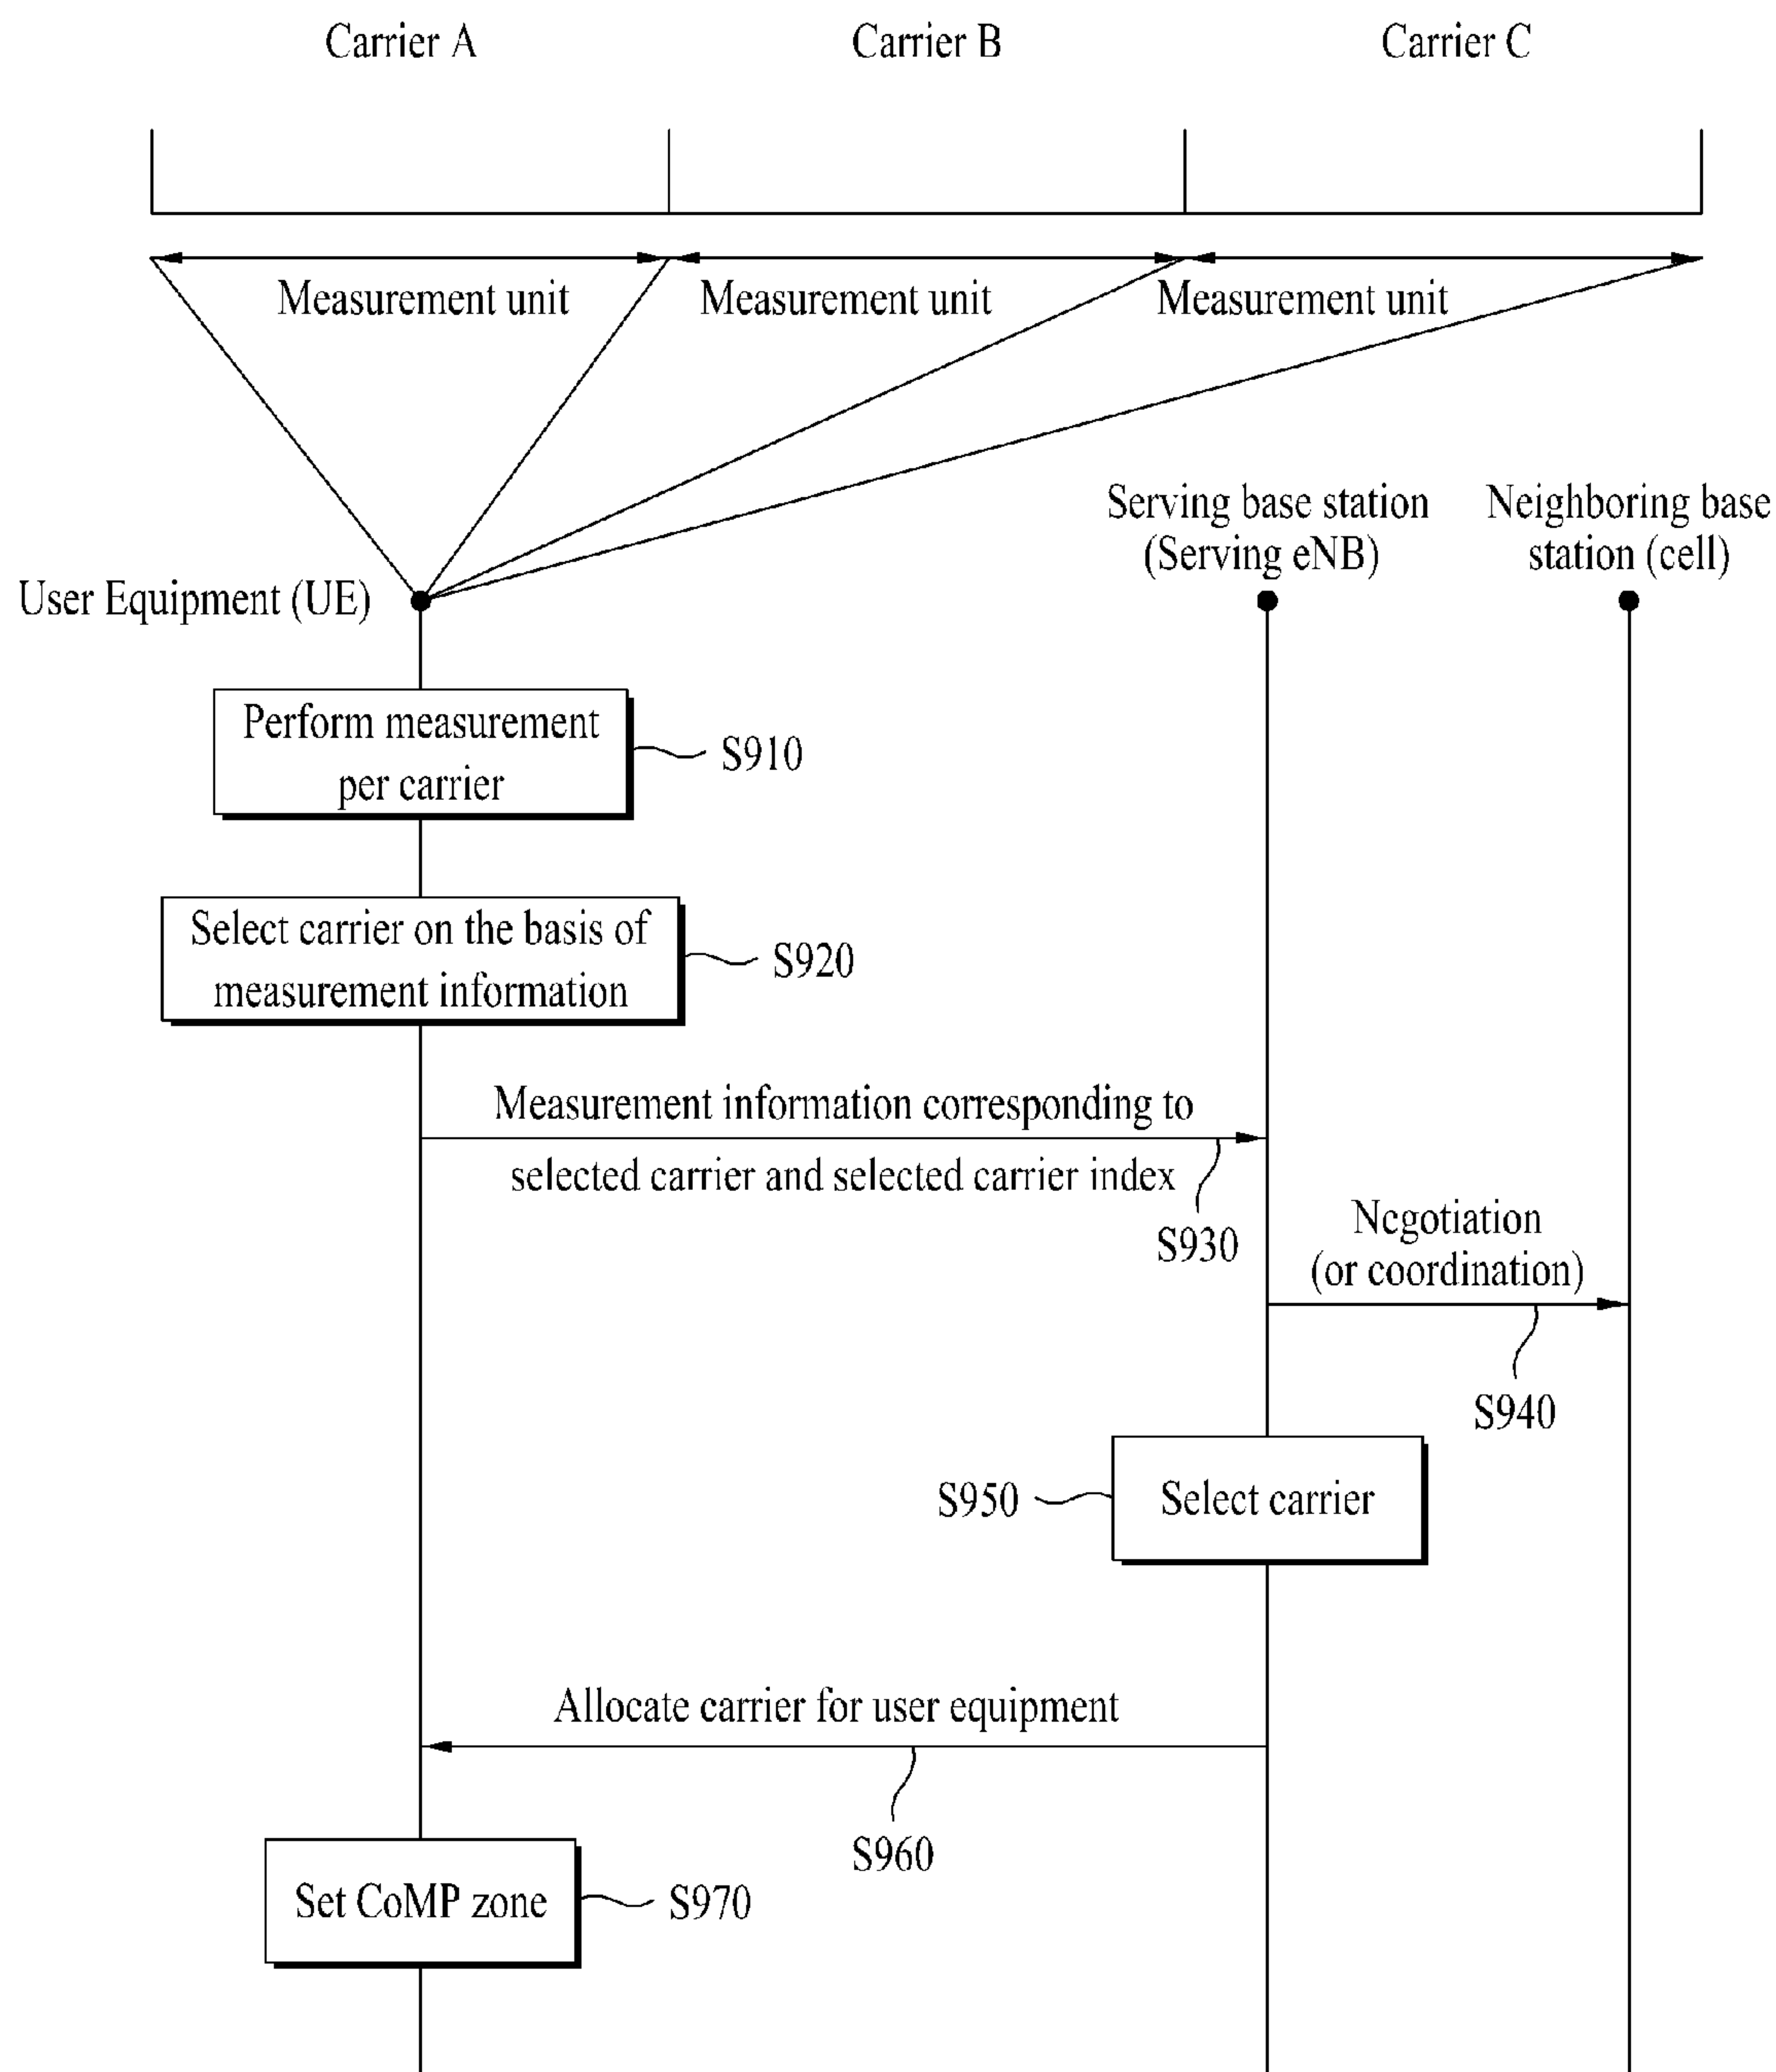 Carrier A
Carrier B
Carrier C
Measurement unit
Measurement unit
Measurement unit
Serving base station
(Serving eNB)
Neighboring base
station (cell)
User Equipment (UE)
Perform measurement
per carrier
S910
Select carrier on the basis of
measurement information
S920
Measurement information corresponding to
selected carrier and selected carrier index
S930
Negotiation
(or coordination)
S940
S950
Select carrier
Allocate carrier for user equipment
S960
Set CoMP zone
S970